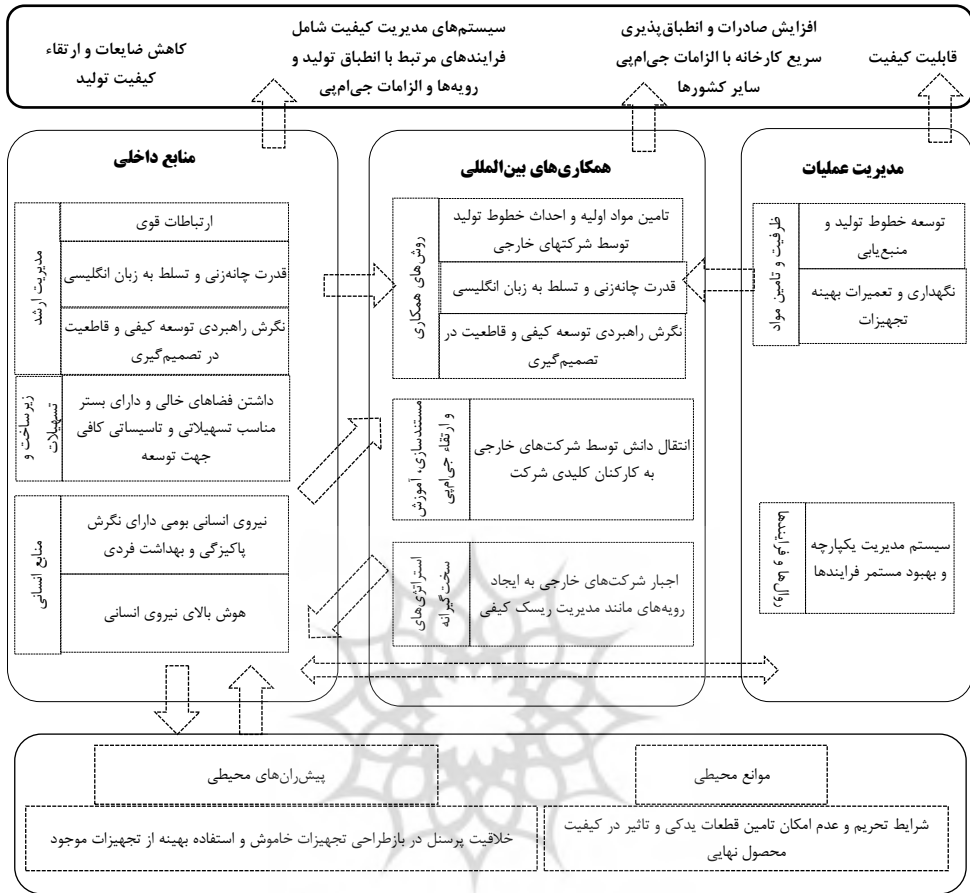 قابلیت کیفیت
افزایش صادرات و انطباق‌پذیری
سریع کارخانه با الزامات جی‌ام‌پی
سایر کشورها
سیستم‌های مدیریت کیفیت شامل
فرایندهای مرتبط با انطباق تولید و
رویه‌ها و الزامات جی‌ام‌پی
کاهش ضایعات و ارتقاء
کیفیت تولید
مدیریت عملیات
ظرفیت و تامین مواد
توسعه خطوط تولید و
منبع‌یابی
نگهداری و تعمیرات بهینه
تجهیزات
روال‌ها و فرایندها
سیستم مدیریت یکپارچه
و بهبود مستمر فرایندها
همکاری‌های بین‌المللی
روش‌های همکاری
تامین مواد اولیه و احداث خطوط تولید
توسط شرکتهای خارجی
قدرت چانه‌زنی و تسلط به زبان انگلیسی
نگرش راهبردی توسعه کیفی و قاطعیت در
تصمیم‌گیری
مستندسازی، آموزش
و ارتقاء جی‌ام‌پی
انتقال دانش توسط شرکت‌های خارجی
به کارکنان کلیدی شرکت
استراتژی‌های
سخت‌گیرانه
اجبار شرکت‌های خارجی به ایجاد
رویه‌های مانند مدیریت ریسک کیفی
منابع داخلی
مدیریت ارشد
ارتباطات قوی
قدرت چانه‌زنی و تسلط به زبان انگلیسی
نگرش راهبردی توسعه کیفی و قاطعیت
در تصمیم‌گیری
زیرساخت و
تسهیلات
داشتن فضاهای خالی و دارای بستر
مناسب تسهیلاتی و تاسیساتی کافی
جهت توسعه
منابع انسانی
نیروی انسانی بومی دارای نگرش
پاکیزگی و بهداشت فردی
هوش بالای نیروی انسانی
موانع محیطی
شرایط تحریم و عدم امکان تامین قطعات یدکی و تاثیر در کیفیت
محصول نهایی
پیش‌ران‌های محیطی
خلاقیت پرسنل در بازطراحی تجهیزات خاموش و استفاده بهینه از تجهیزات موجود